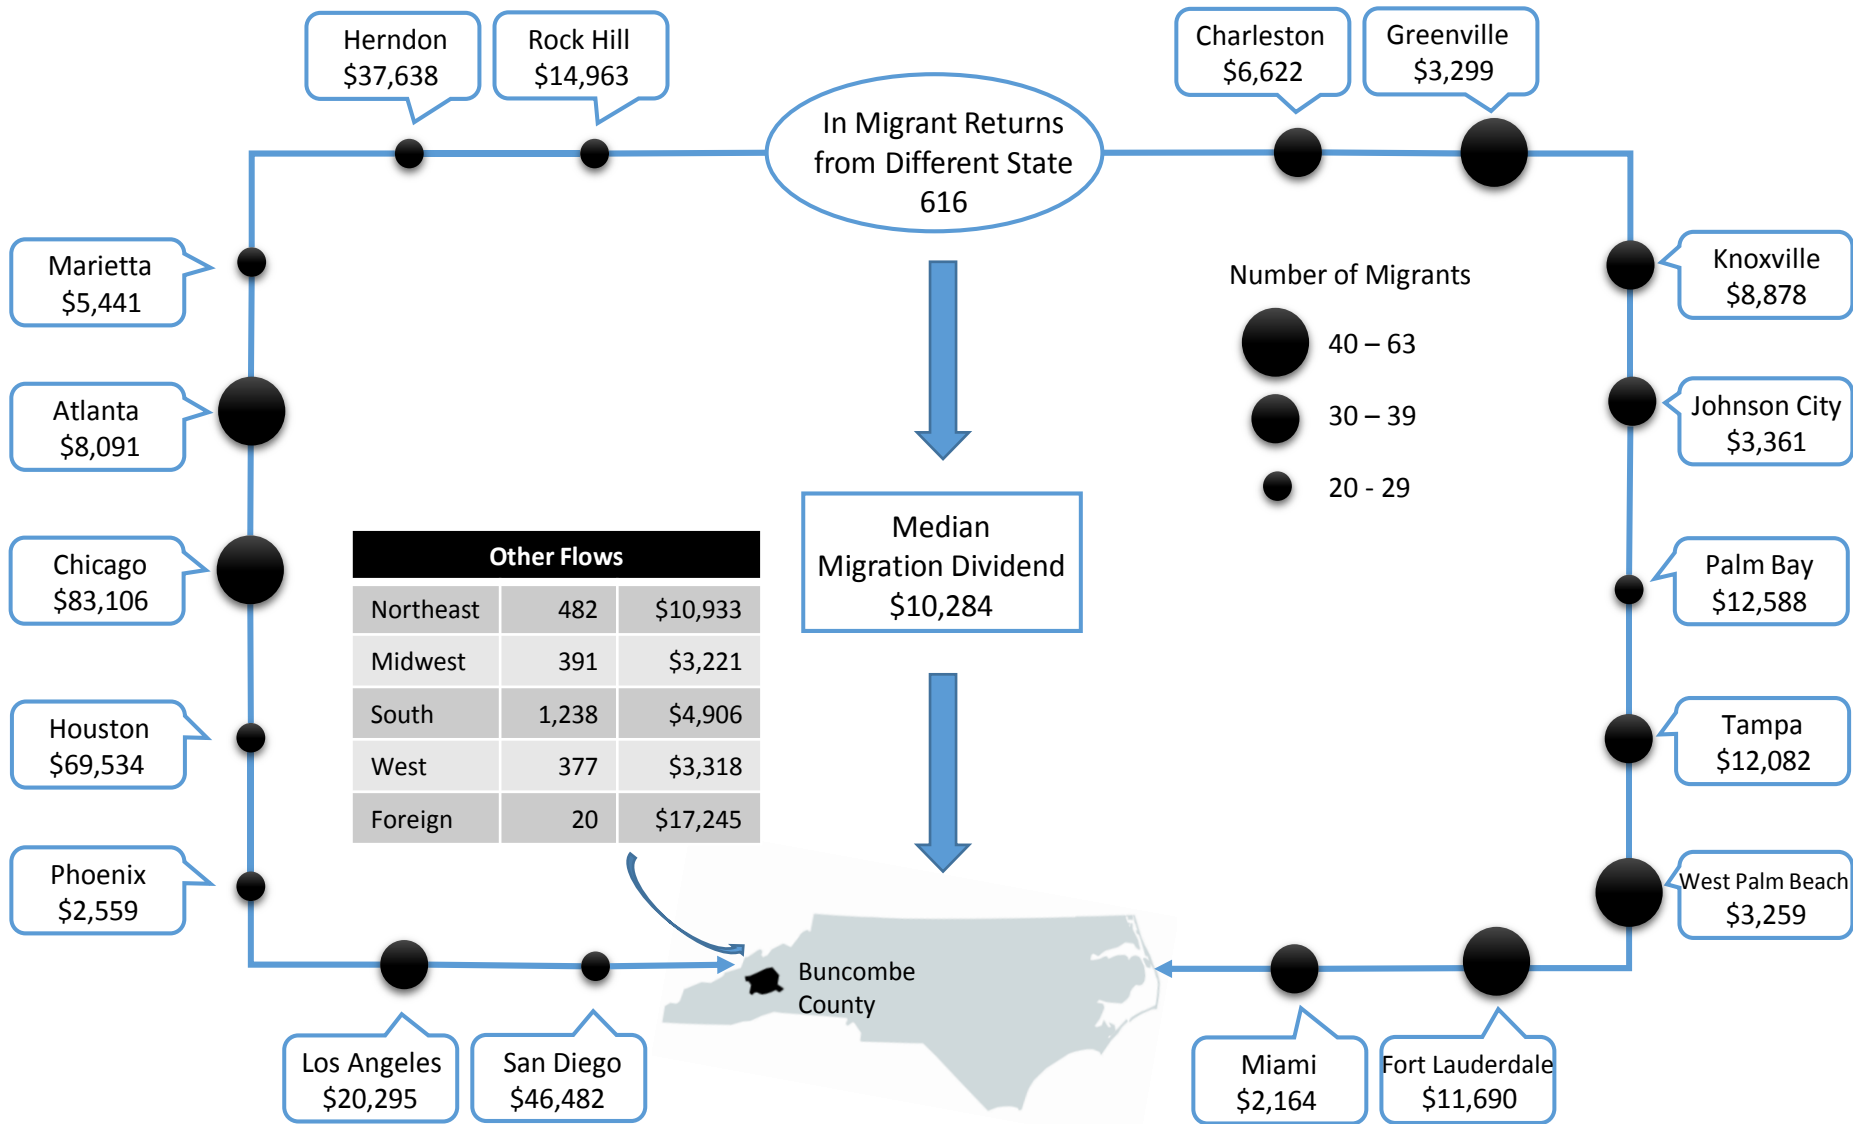 Herndon
$37,638
Rock Hill
$14,963
In Migrant Returns
from Different State
616
Charleston
$6,622
Greenville
$3,299
Marietta
$5,441
Atlanta
$8,091
Chicago
$83,106
Houston
$69,534
Phoenix
$2,559
Los Angeles
$20,295
San Diego
$46,482
Other Flows
Northeast 482 $10,933
Midwest 391 $3,221
South 1,238 $4,906
West 377 $3,318
Foreign 20 $17,245
Median
Migration Dividend
$10,284
Number of Migrants
40 – 63
30 – 39
20 - 29
Knoxville
$8,878
Johnson City
$3,361
Palm Bay
$12,588
Tampa
$12,082
West Palm Beach
$3,259
Buncombe
County
Miami
$2,164
Fort Lauderdale
$11,690